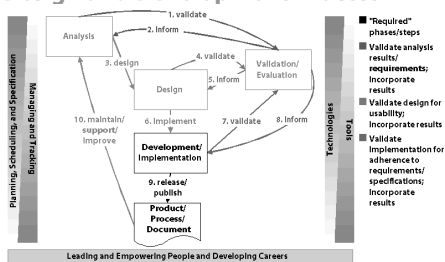 1. validate
2. inform
Analysis
3. design
4. validate
5. inform
Validation/
Evaluation
Design
6. implement
7. validate
8. inform
10. maintain/
support/
improve
Development/
Implementation
9. release/
publish
Product/
Process/
Document
Planning, Scheduling, and Specification
Managing and Tracking
Technologies
Tools
Leading and Empowering People and Developing Careers
"Required"
phases/steps
Validate analysis
results/
requirements;
Incorporate
results
Validate design for
usability;
Incorporate results
Validate
Implementation for
adherence to
requirements/
specifications;
Incorporate
results